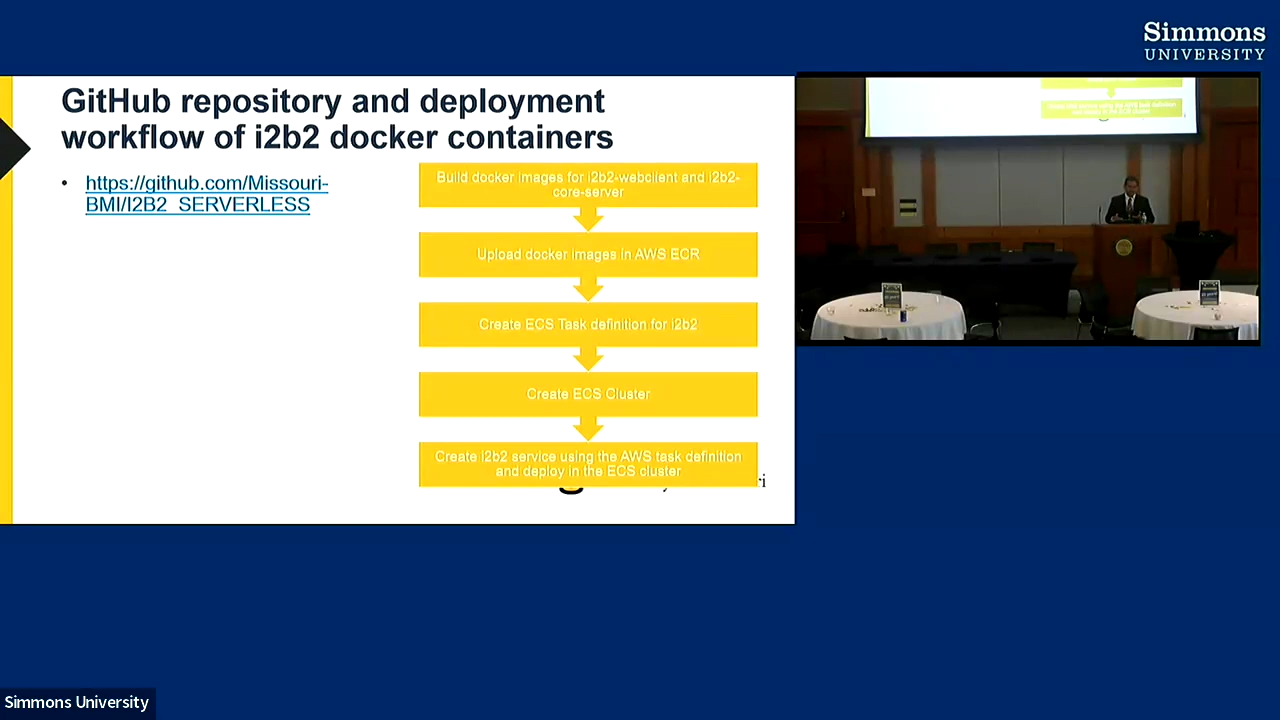 Simmons
UNIVERSITY
GitHub repository and deployment
workflow of i2b2 docker containers
• https://github.com/Missouri-
BMI/I2B2_SERVERLESS
Build docker images for i2b2-webclient and i2b2-
core-server
Upload docker images in AWS ECR
Create ECS Task definition for i2b2
Create ECS Cluster
Create i2b2 service using the AWS task definition
and deploy in the ECS cluster
Simmons University